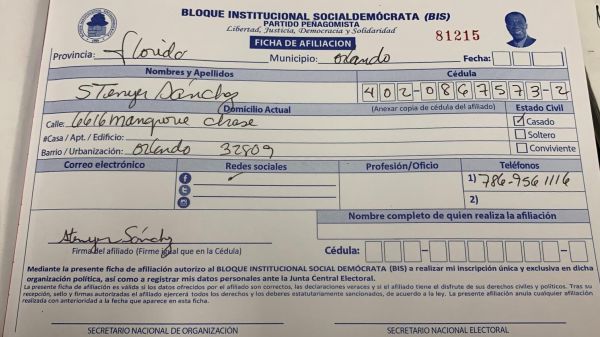 BLOQUE INSTITUCIONAL SOCIALDEMÓCRATA (BIS)
PARTIDO PEÑAGOMISTA
Libertad, Justicia, Democracia y Solidaridad
FICHA DE AFILIACION
81215
Provincia: Florida Municipio: Orlando Fecha:
Nombres y Apellidos Cédula
Stenyer Sánchez 402-0867573-2
Domicilio Actual (Anexar copia de cédula del afiliado) Estado Civil
Calle: 6616 mangrove chase Casado
#Casa / Apt. / Edificio: Soltero
Barrio / Urbanización: Orlando 32809 Conviviente
Correo electrónico Redes sociales Profesión/Oficio Teléfonos
1) 786-956 1116
2)
Nombre completo de quien realiza la afiliación
Stenyer Sánchez
Firma del afiliado (Firme igual que en la Cédula) Cédula:
Mediante la presente ficha de afiliación autorizo al BLOQUE INSTITUCIONAL SOCIAL DEMÓCRATA (BIS) a realizar mi inscripción única y exclusiva en dicha
organización política, así como a registrar mis datos personales ante la Junta Central Electoral.
La presente ficha de afiliación es válida si los datos ofrecidos por el afiliado son correctos, las declaraciones veraces y si el afiliado tiene el disfrute de sus derechos civiles y políticos. Tras su
recepción, sello y firmas autorizadas el afiliado ejercerá todos los derechos y los deberes estatutariamente sancionados, de acuerdo a la ley. La presente afiliación anula cualquier afiliación
realizada con anterioridad a la fecha que aparece en esta ficha.
SECRETARIO NACIONAL DE ORGANIZACIÓN SECRETARIO NACIONAL ELECTORAL